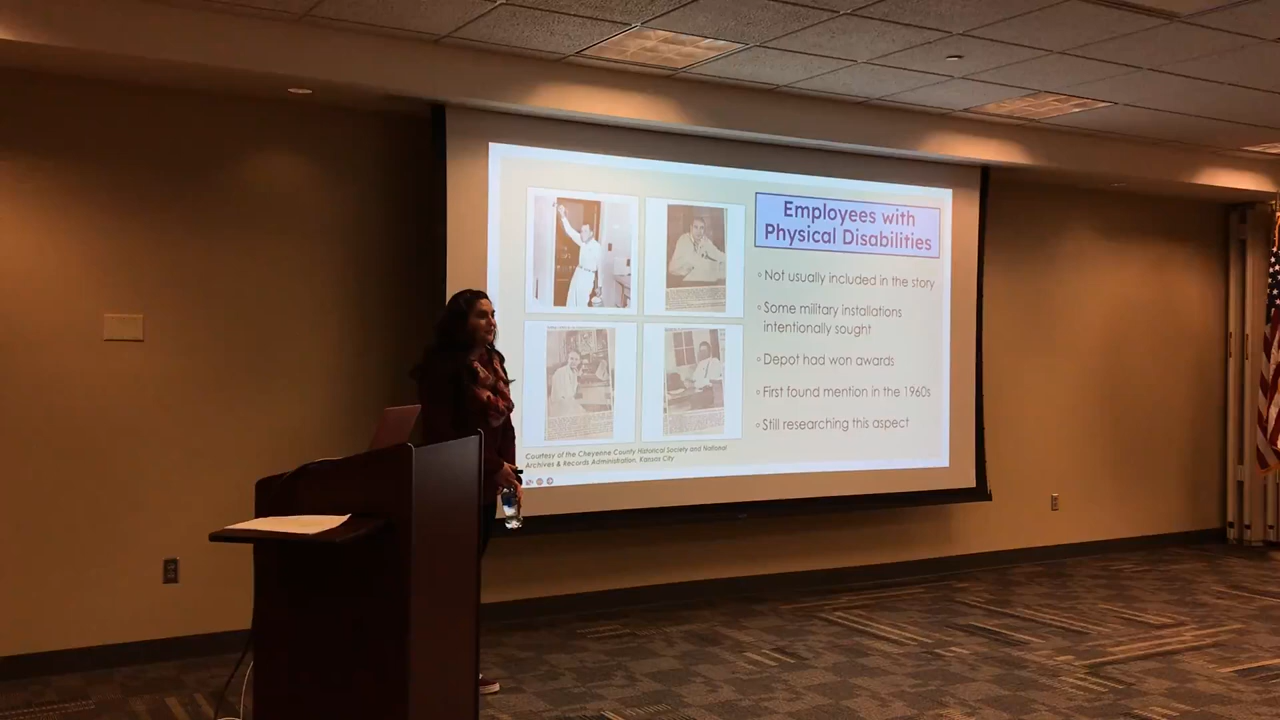 Employees with
Physical Disabilities
Not usually included in the story
Some military installations
intentionally sought
Depot had won awards
First found mention in the 1960s
Still researching this aspect
Courtesy of the Cheyenne County Historical Society and National
Archives & Records Administration, Kansas City